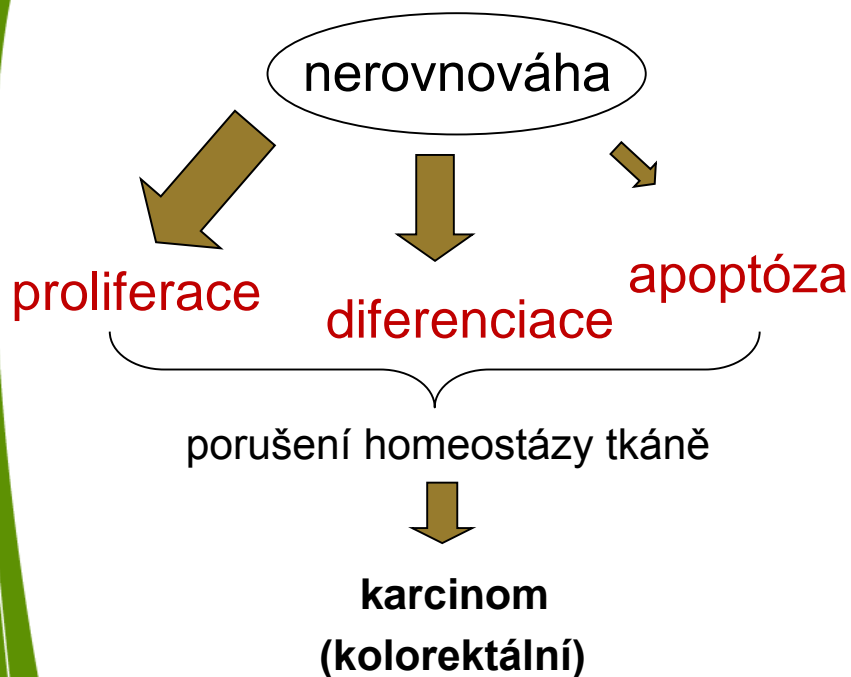 nerovnováha
proliferace
diferenciace
apoptóza
porušení homeostázy tkáně
karcinom
(kolorektální)